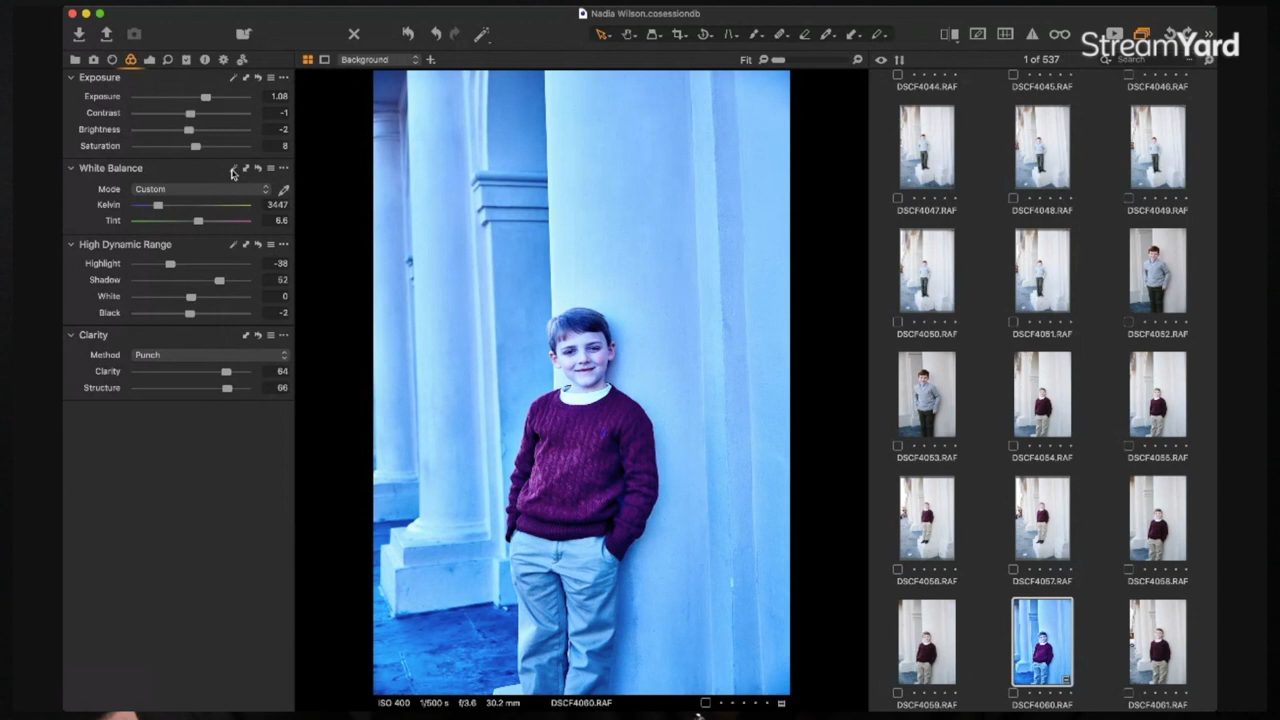 Nadia Wilson.cosessiondb
StreamYard
Background
Fit
1 of 537
Search
Exposure
Exposure 1.08
Contrast -1
Brightness -2
Saturation 8
White Balance
Mode Custom
Kelvin 3447
Tint 6.6
High Dynamic Range
Highlight -38
Shadow 52
White 0
Black -2
Clarity
Method Punch
Clarity 64
Structure 66
ISO 400 1/500 s f/3.6 30.2 mm DSCF4060.RAF
DSCF4044.RAF DSCF4045.RAF DSCF4046.RAF
DSCF4047.RAF DSCF4048.RAF DSCF4049.RAF
DSCF4050.RAF DSCF4051.RAF DSCF4052.RAF
DSCF4053.RAF DSCF4054.RAF DSCF4055.RAF
DSCF4056.RAF DSCF4057.RAF DSCF4058.RAF
DSCF4059.RAF DSCF4060.RAF DSCF4061.RAF